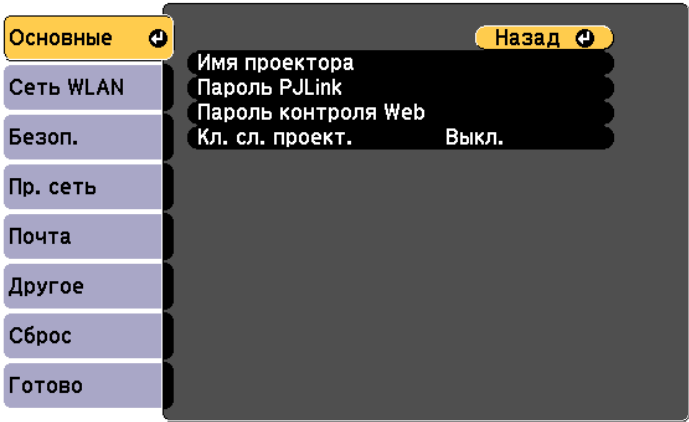 Основные
Сеть WLAN
Безоп.
Пр. сеть
Почта
Другое
Сброс
Готово
Назад
Имя проектора
Пароль PJLink
Пароль контроля Web
Кл. сл. проект. Выкл.